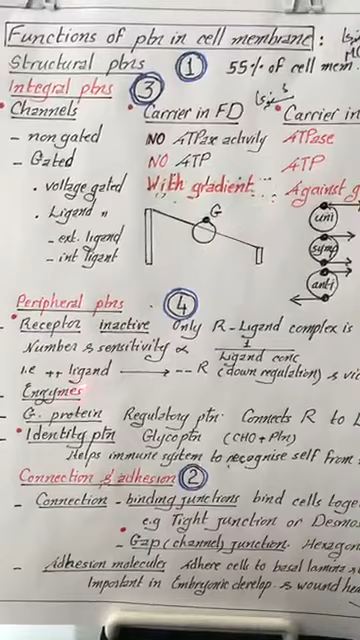 Functions of ptn in cell membrane:
Structural ptns ① 55% of cell mem.
Integral ptns ③
• Channels • Carrier in FD • Carrier in
- non gated NO ATPase activity ATPase
- Gated NO ATP ATP
. voltage gated With gradient Against g
. Ligand "
- ext. ligand
- int ligant
G
uni
symp
anti
Peripheral ptns ④
- • Receptor inactive Only R-Ligand complex is
Number & sensitivity ∝ 1/Ligand conc
i.e ++ ligand → -- R (down regulation) & vi
- Enzymes
- G. protein Regulatory ptn. Connects R to
- • Identity ptn Glycoptn (CHO + Ptn)
Helps immune system to recognise self from
Connection & adhesion ②
- Connection - binding junctions bind cells toge
e.g Tight junction or Desmo
• - Gap (channel) junction. Hexagon
- Adhesion molecules Adhere cells to basal lamina &
Important in Embryonic develop. & wound hea